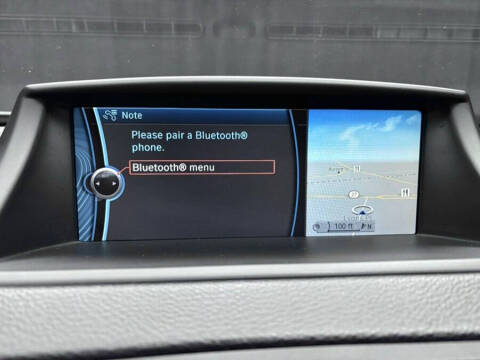 Note
Please pair a Bluetooth®
phone.
Bluetooth® menu
100 ft
N